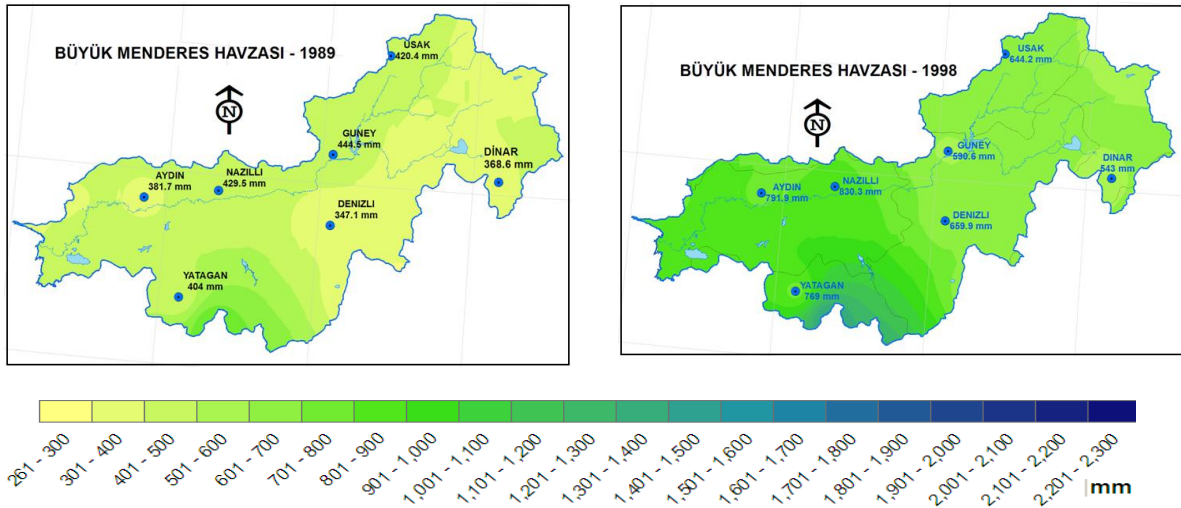 BÜYÜK MENDERES HAVZASI - 1989
USAK
420.4 mm
GUNEY
444.5 mm
DİNAR
368.6 mm
AYDIN
381.7 mm
NAZILLI
429.5 mm
DENIZLI
347.1 mm
YATAGAN
404 mm
N
BÜYÜK MENDERES HAVZASI - 1998
USAK
644.2 mm
GUNEY
590.6 mm
DINAR
543 mm
AYDIN
791.9 mm
NAZILLI
830.3 mm
DENIZLI
659.9 mm
YATAGAN
769 mm
N
261 - 300
301 - 400
401 - 500
501 - 600
601 - 700
701 - 800
801 - 900
901 - 1,000
1,001 - 1,100
1,101 - 1,200
1,201 - 1,300
1,301 - 1,400
1,401 - 1,500
1,501 - 1,600
1,601 - 1,700
1,701 - 1,800
1,801 - 1,900
1,901 - 2,000
2,001 - 2,100
2,101 - 2,200
2,201 - 2,300
mm